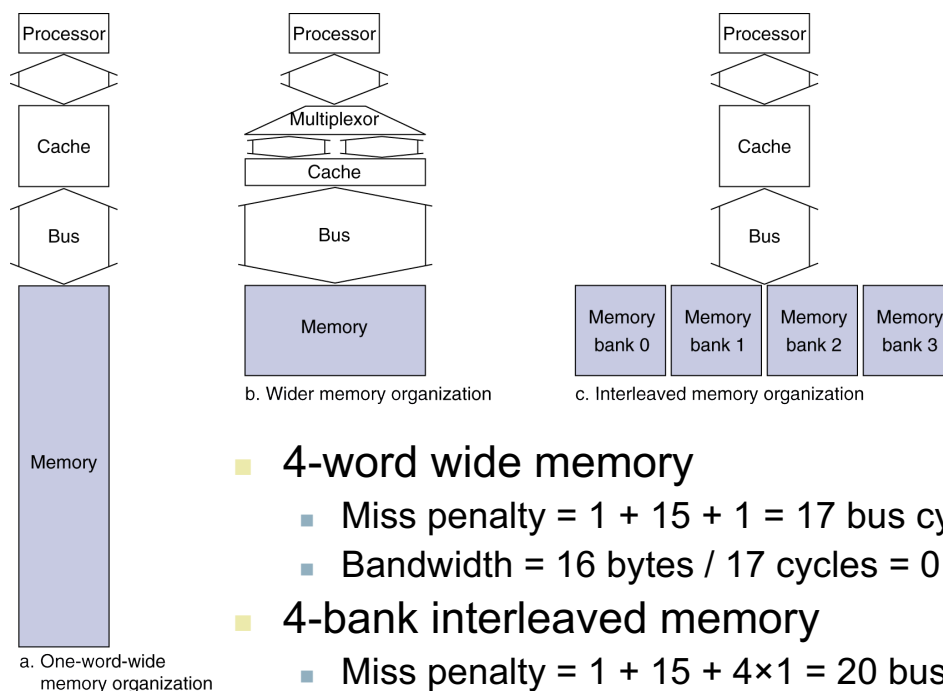 Processor
Cache
Bus
Memory
a. One-word-wide
memory organization
Processor
Multiplexor
Cache
Bus
Memory
b. Wider memory organization
Processor
Cache
Bus
Memory
bank 0
Memory
bank 1
Memory
bank 2
Memory
bank 3
c. Interleaved memory organization
4-word wide memory
Miss penalty = 1 + 15 + 1 = 17 bus cy
Bandwidth = 16 bytes / 17 cycles = 0
4-bank interleaved memory
Miss penalty = 1 + 15 + 4×1 = 20 bus